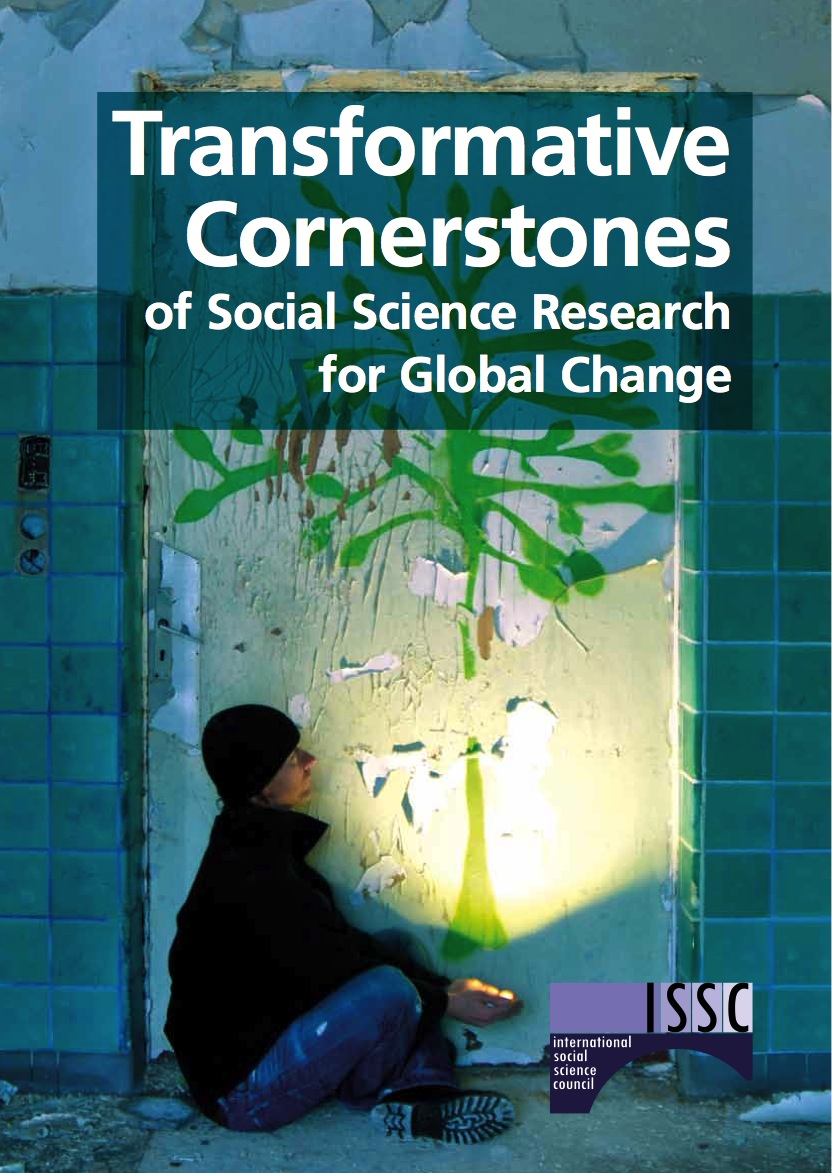 Transformative
Cornerstones
of Social Science Research
for Global Change
ISSC
international
social
science
council